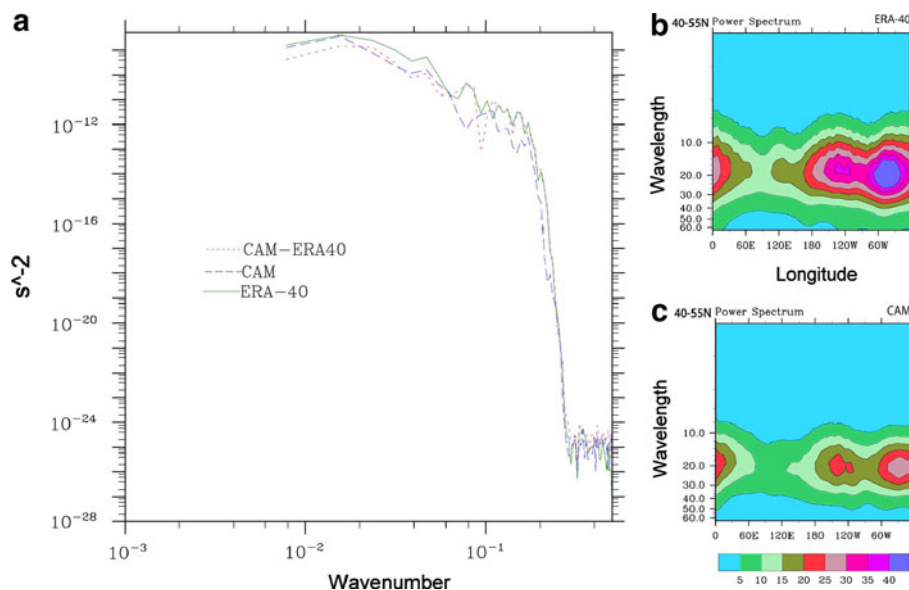 a
s^-2
10^-12
10^-16
10^-20
10^-24
10^-28
CAM-ERA40
CAM
ERA-40
10^-3
10^-2
10^-1
Wavenumber
b
40-55N Power Spectrum ERA-40
Wavelength
10.0
20.0
30.0
40.0
50.0
60.0
0 60E 120E 180 120W 60W
Longitude
c
40-55N Power Spectrum CAM
Wavelength
10.0
20.0
30.0
40.0
50.0
60.0
0 60E 120E 180 120W 60W
5 10 15 20 25 30 35 40